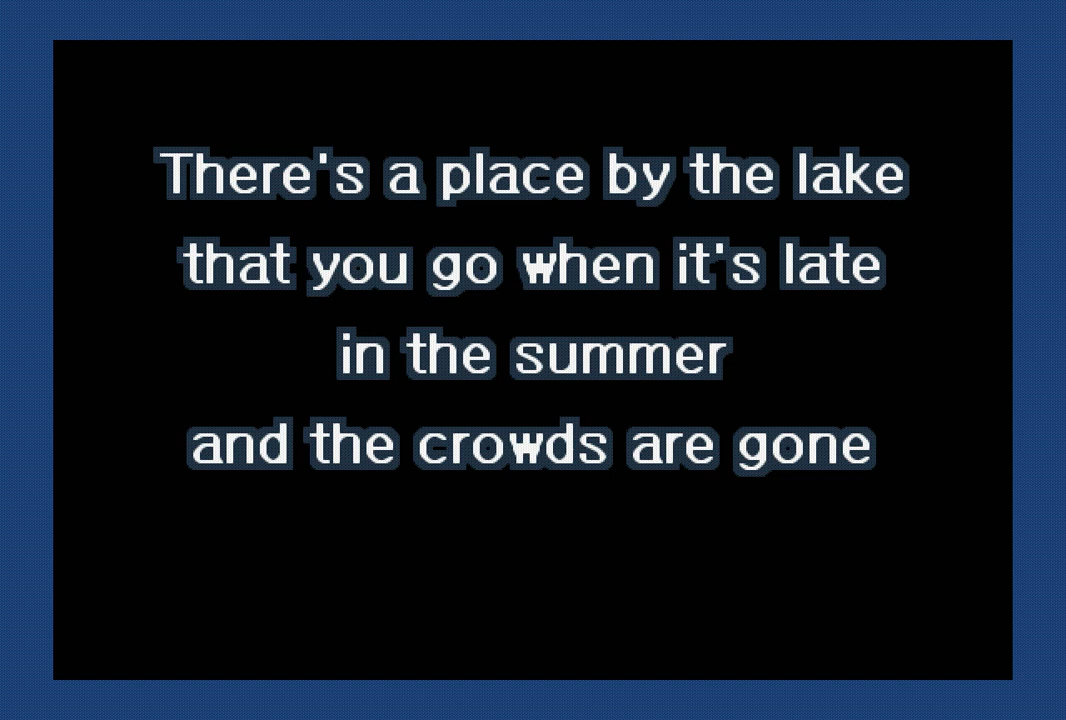 There's a place by the lake
that you go when it's late
in the summer
and the crowds are gone